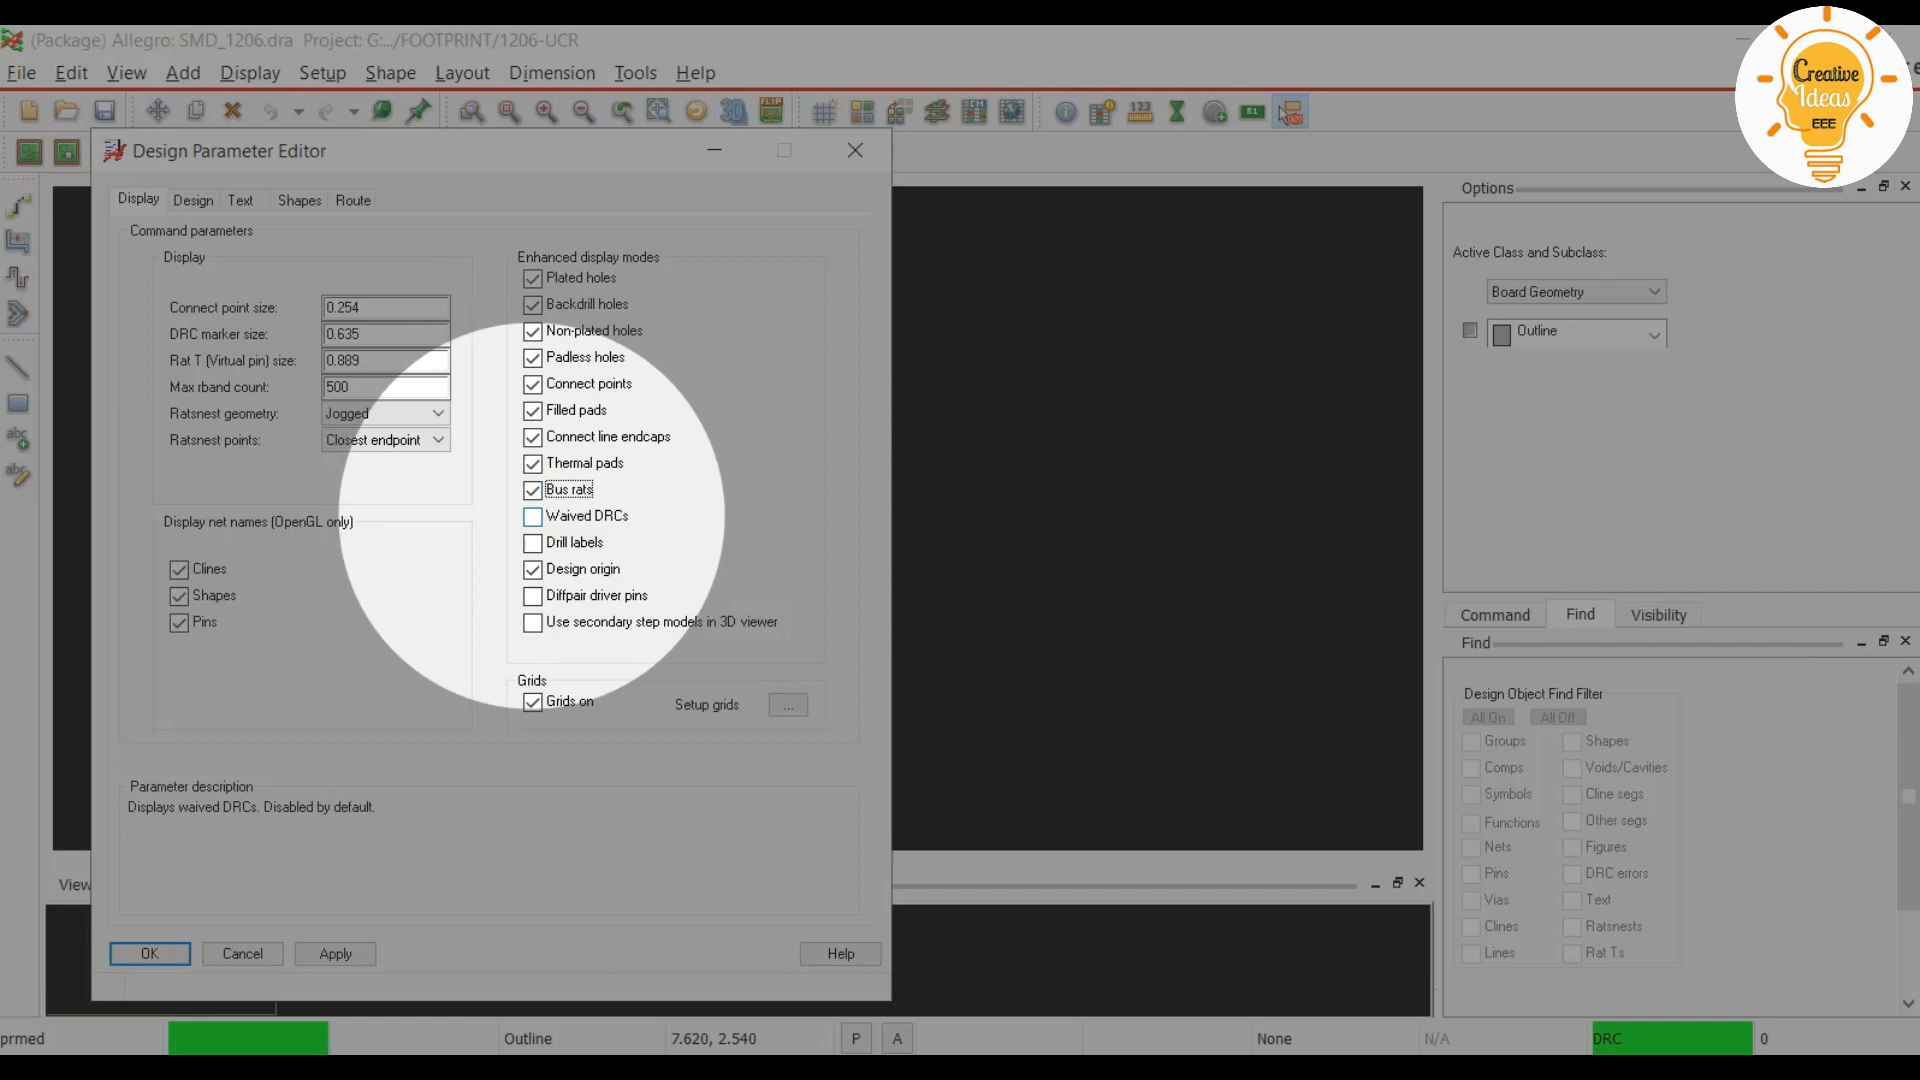 (Package) Allegro: SMD_1206.dra Project: G:.../FOOTPRINT/1206-UCR
File Edit View Add Display Setup Shape Layout Dimension Tools Help
Creative
Ideas
EEE
Design Parameter Editor
Display Design Text Shapes Route
Command parameters
Display
Connect point size: 0.254
DRC marker size: 0.635
Rat T (Virtual pin) size: 0.889
Max rband count: 500
Ratsnest geometry: Jogged
Ratsnest points: Closest endpoint
Display net names (OpenGL only)
Clines
Shapes
Pins
Enhanced display modes
Plated holes
Backdrill holes
Non-plated holes
Padless holes
Connect points
Filled pads
Connect line endcaps
Thermal pads
Bus rats
Waived DRCs
Drill labels
Design origin
Diffpair driver pins
Use secondary step models in 3D viewer
Grids
Grids on
Setup grids ...
Parameter description
Displays waived DRCs. Disabled by default.
OK Cancel Apply Help
Options
Active Class and Subclass:
Board Geometry
Outline
Command Find Visibility
Find
Design Object Find Filter
All On All Off
Groups Shapes
Comps Voids/Cavities
Symbols Cline segs
Functions Other segs
Nets Figures
Pins DRC errors
Vias Text
Clines Ratsnests
Lines Rat Ts
View
prmed Outline 7.620, 2.540 P A None N/A DRC 0